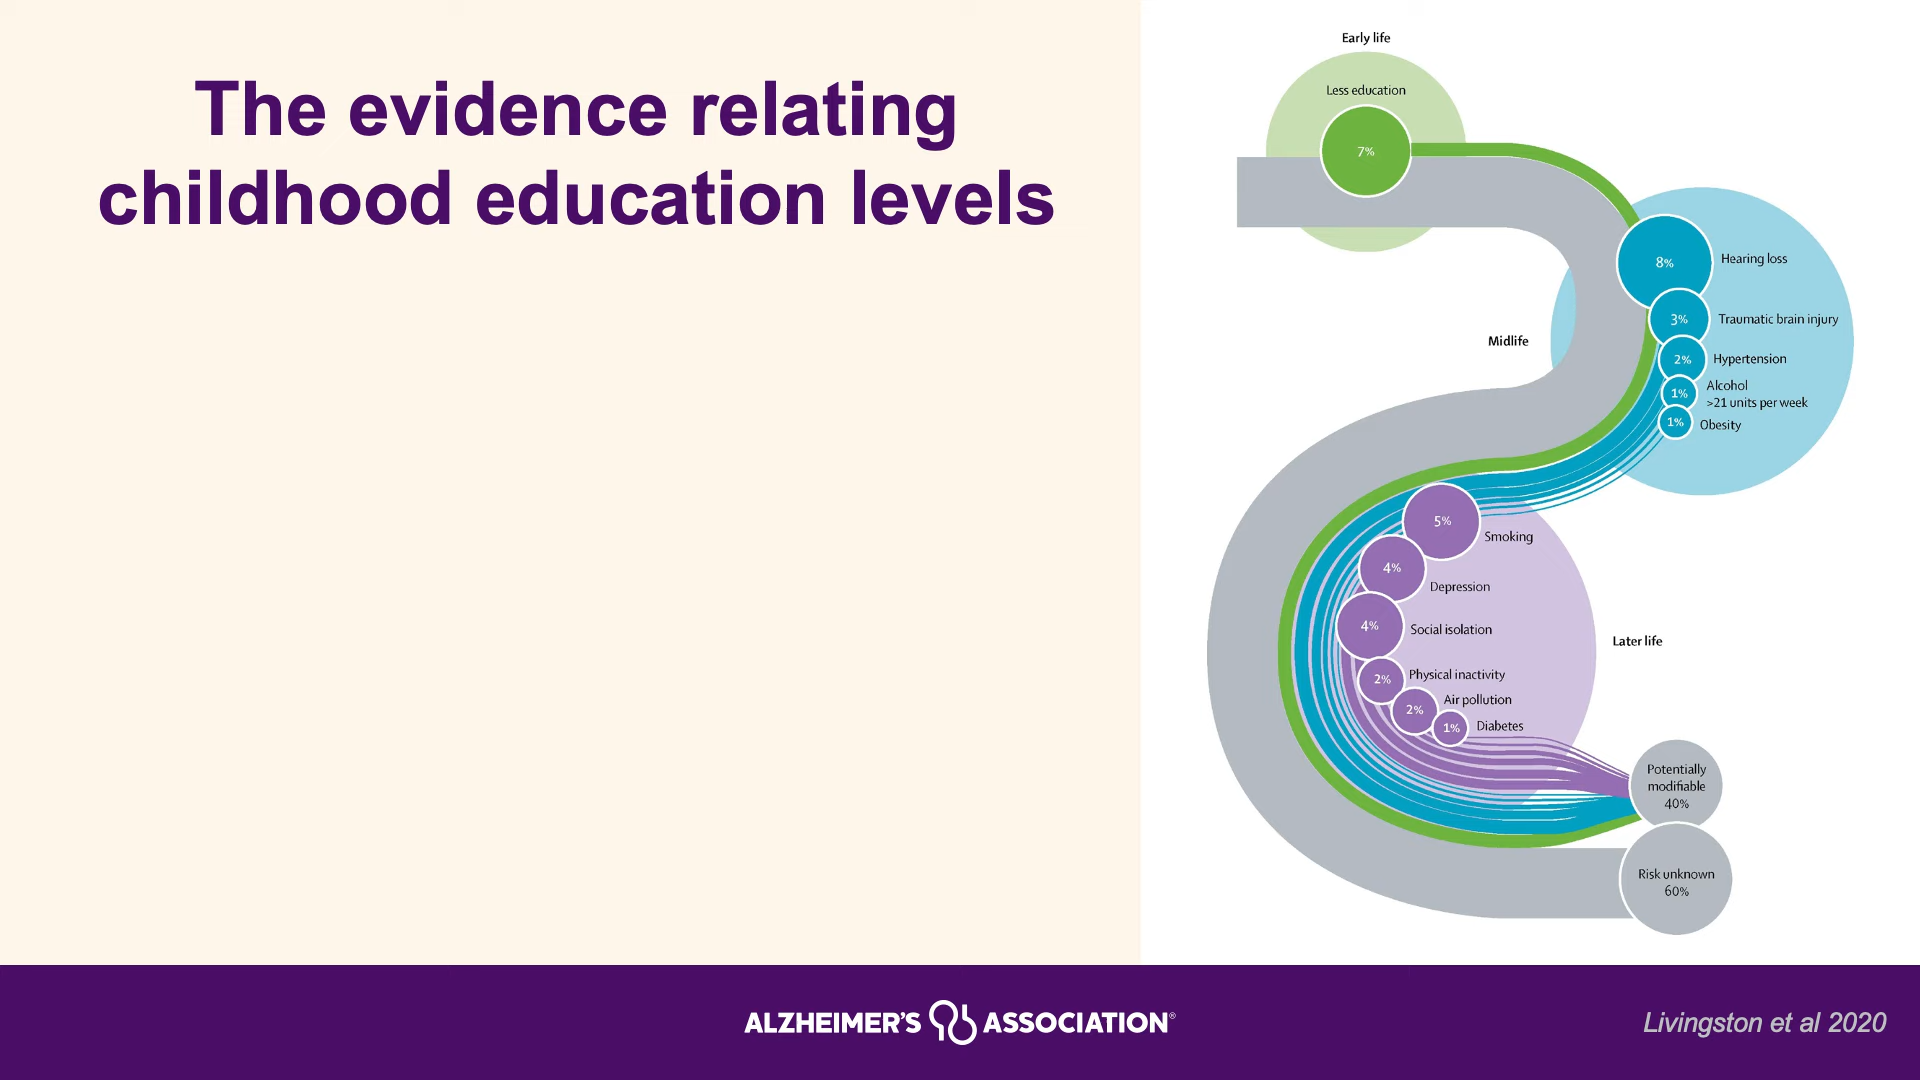 The evidence relating
childhood education levels
Early life
Less education
7%
8%
Hearing loss
3%
Traumatic brain injury
2%
Hypertension
Midlife
1%
Alcohol
>21 units per week
1%
Obesity
5%
Smoking
4%
Depression
4%
Social isolation
Later life
2%
Physical inactivity
2%
Air pollution
1%
Diabetes
Potentially
modifiable
40%
Risk unknown
60%
ALZHEIMER'S ASSOCIATION®
Livingston et al 2020